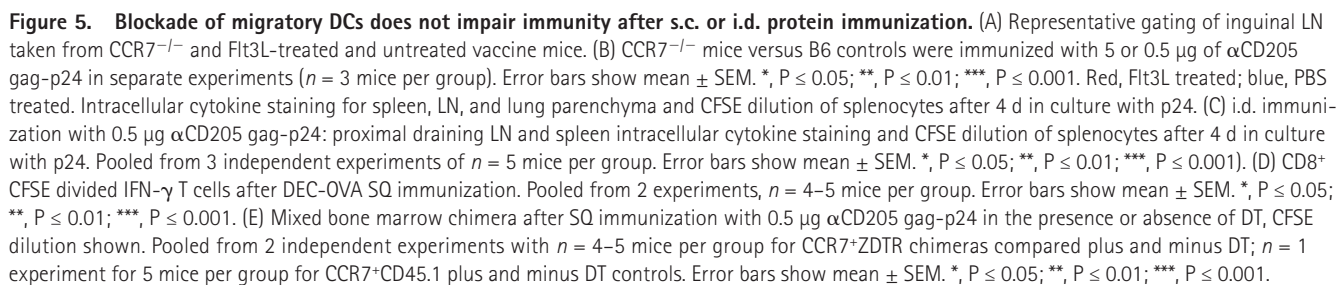 Figure 5. Blockade of migratory DCs does not impair immunity after s.c. or i.d. protein immunization. (A) Representative gating of inguinal LN
taken from CCR7−/− and Flt3L-treated and untreated vaccine mice. (B) CCR7−/− mice versus B6 controls were immunized with 5 or 0.5 µg of αCD205
gag-p24 in separate experiments (n = 3 mice per group). Error bars show mean ± SEM. *, P ≤ 0.05; **, P ≤ 0.01; ***, P ≤ 0.001. Red, Flt3L treated; blue, PBS
treated. Intracellular cytokine staining for spleen, LN, and lung parenchyma and CFSE dilution of splenocytes after 4 d in culture with p24. (C) i.d. immuni-
zation with 0.5 µg αCD205 gag-p24: proximal draining LN and spleen intracellular cytokine staining and CFSE dilution of splenocytes after 4 d in culture
with p24. Pooled from 3 independent experiments of n = 5 mice per group. Error bars show mean ± SEM. *, P ≤ 0.05; **, P ≤ 0.01; ***, P ≤ 0.001). (D) CD8+
CFSE divided IFN-γ T cells after DEC-OVA SQ immunization. Pooled from 2 experiments, n = 4–5 mice per group. Error bars show mean ± SEM. *, P ≤ 0.05;
**, P ≤ 0.01; ***, P ≤ 0.001. (E) Mixed bone marrow chimera after SQ immunization with 0.5 µg αCD205 gag-p24 in the presence or absence of DT, CFSE
dilution shown. Pooled from 2 independent experiments with n = 4–5 mice per group for CCR7+ZDTR chimeras compared plus and minus DT; n = 1
experiment for 5 mice per group for CCR7+CD45.1 plus and minus DT controls. Error bars show mean ± SEM. *, P ≤ 0.05; **, P ≤ 0.01; ***, P ≤ 0.001.